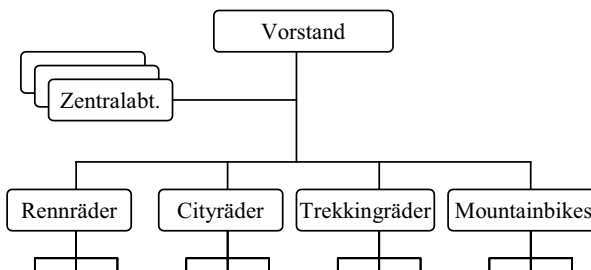 Vorstand
Zentralabt.
Rennräder
Cityräder
Trekkingräder
Mountainbikes